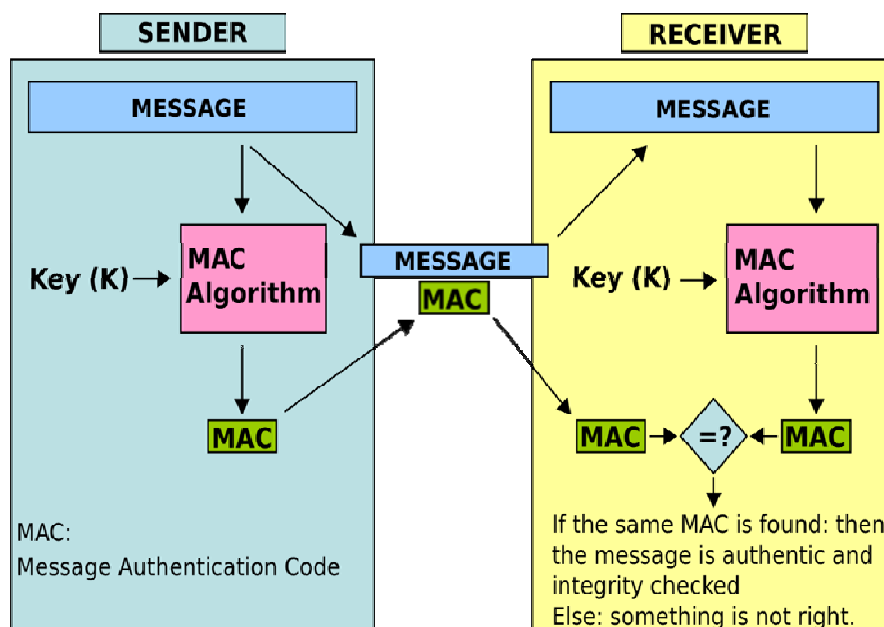 SENDER
MESSAGE
Key (K)
MAC
Algorithm
MAC
MAC:
Message Authentication Code
MESSAGE
MAC
RECEIVER
MESSAGE
Key (K)
MAC
Algorithm
MAC
=?
MAC
If the same MAC is found: then
the message is authentic and
integrity checked
Else: something is not right.